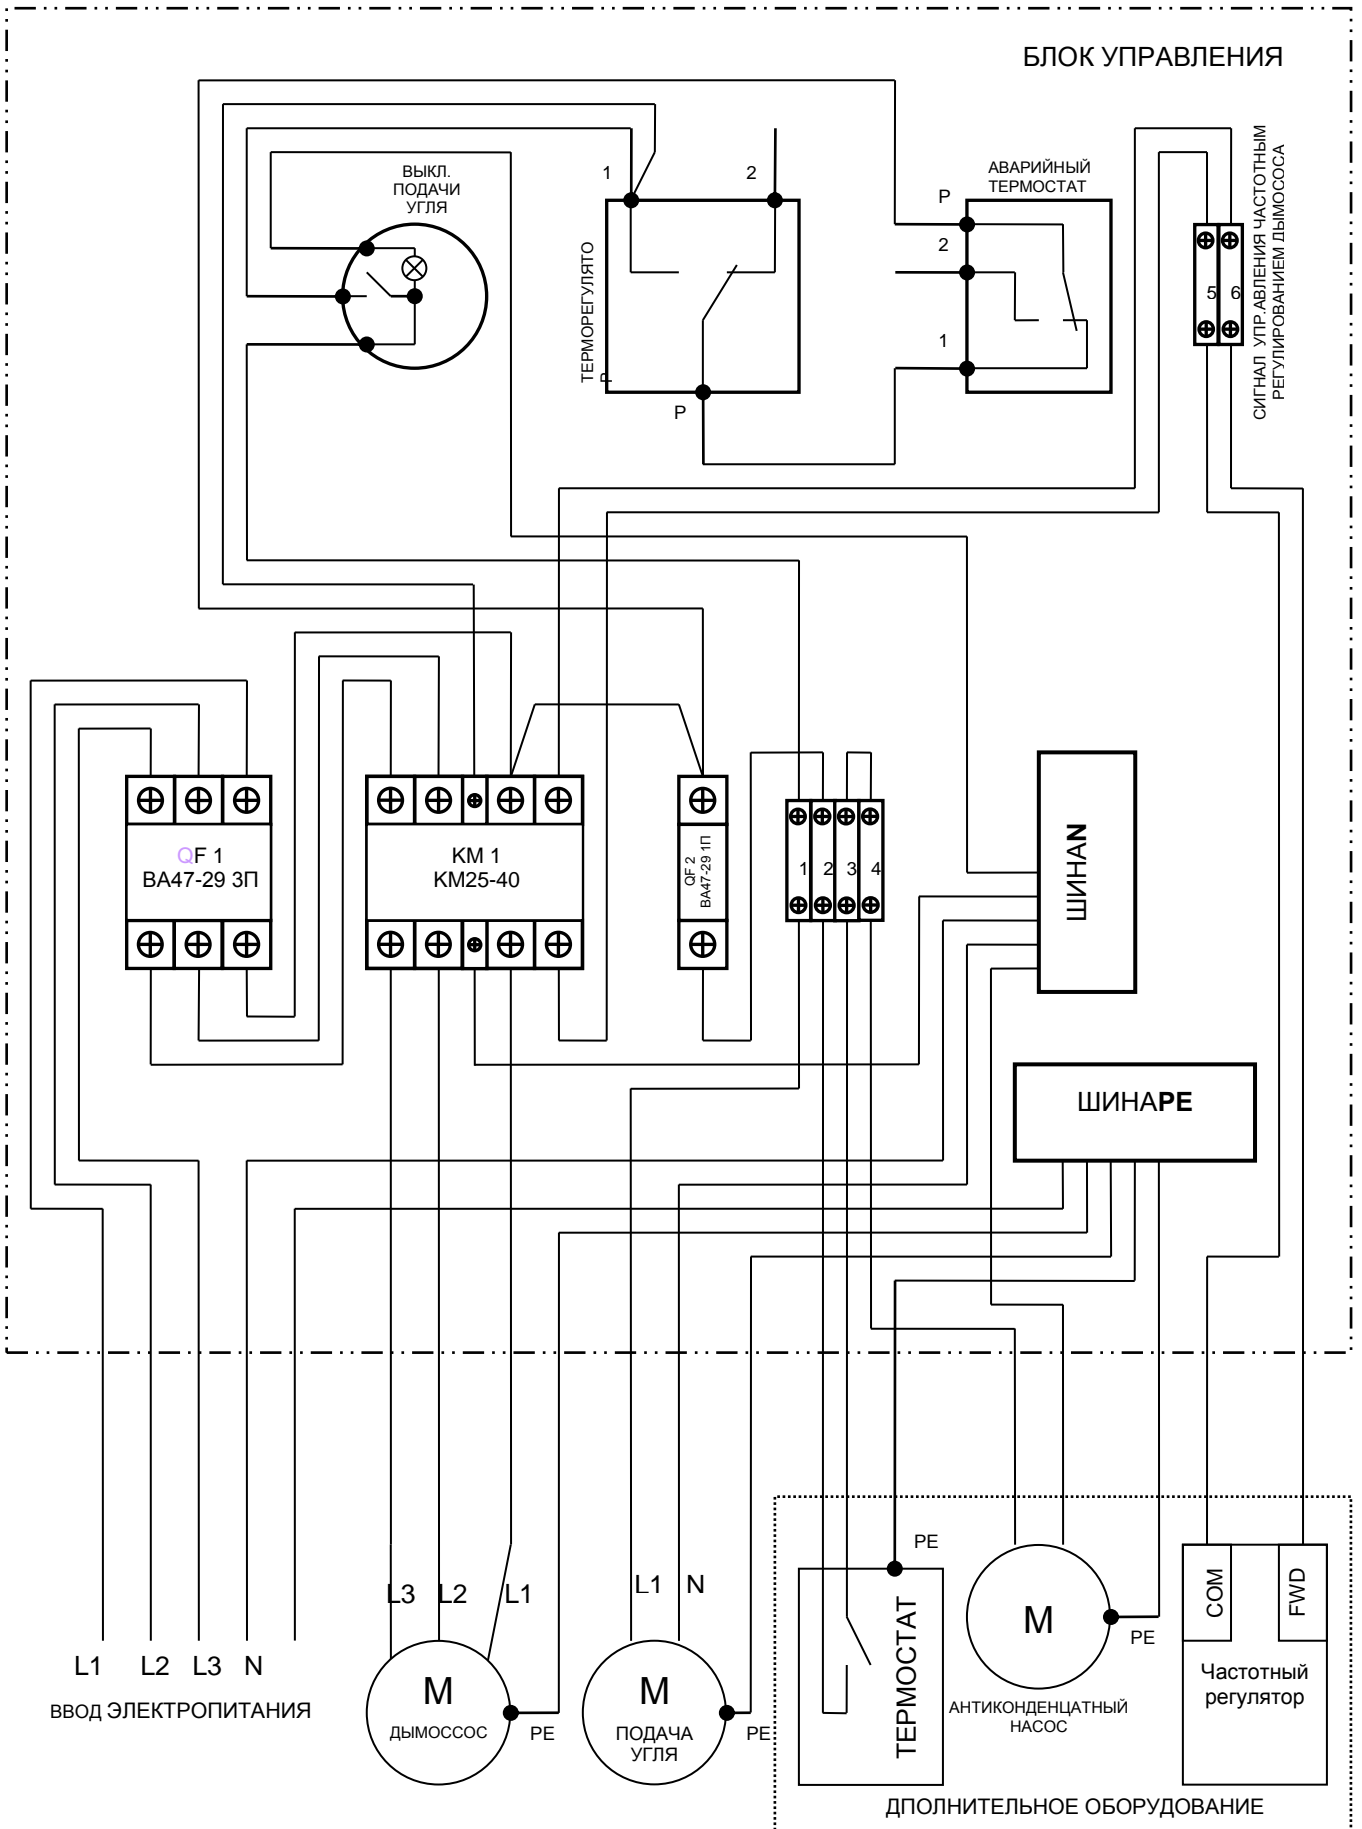 БЛОК УПРАВЛЕНИЯ
ВЫКЛ.
ПОДАЧИ
УГЛЯ
1
2
ТЕРМОРЕГУЛЯТО
Р
P
АВАРИЙНЫЙ
ТЕРМОСТАТ
P
2
1
СИГНАЛ УПР.АВЛЕНИЯ ЧАСТОТНЫМ
РЕГУЛИРОВАНИЕМ ДЫМОСОСА
5 6
QF 1
ВА47-29 3П
KM 1
KM25-40
QF 2
ВА47-29 1П
1 2 3 4
ШИНАN
ШИНАPE
L1 L2 L3 N
ВВОД ЭЛЕКТРОПИТАНИЯ
L3 L2 L1
M
ДЫМОССОС
PE
L1 N
M
ПОДАЧА
УГЛЯ
PE
PE
ТЕРМОСТАТ
M
PE
АНТИКОНДЕНЦАТНЫЙ
НАСОС
COM
FWD
Частотный
регулятор
ДПОЛНИТЕЛЬНОЕ ОБОРУДОВАНИЕ